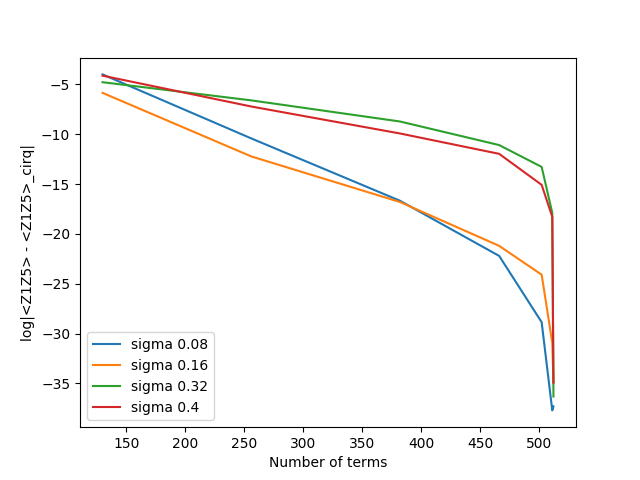 log|<Z1Z5> - <Z1Z5>_cirq|
−5
−10
−15
−20
−25
−30
−35
sigma 0.08
sigma 0.16
sigma 0.32
sigma 0.4
150 200 250 300 350 400 450 500
Number of terms